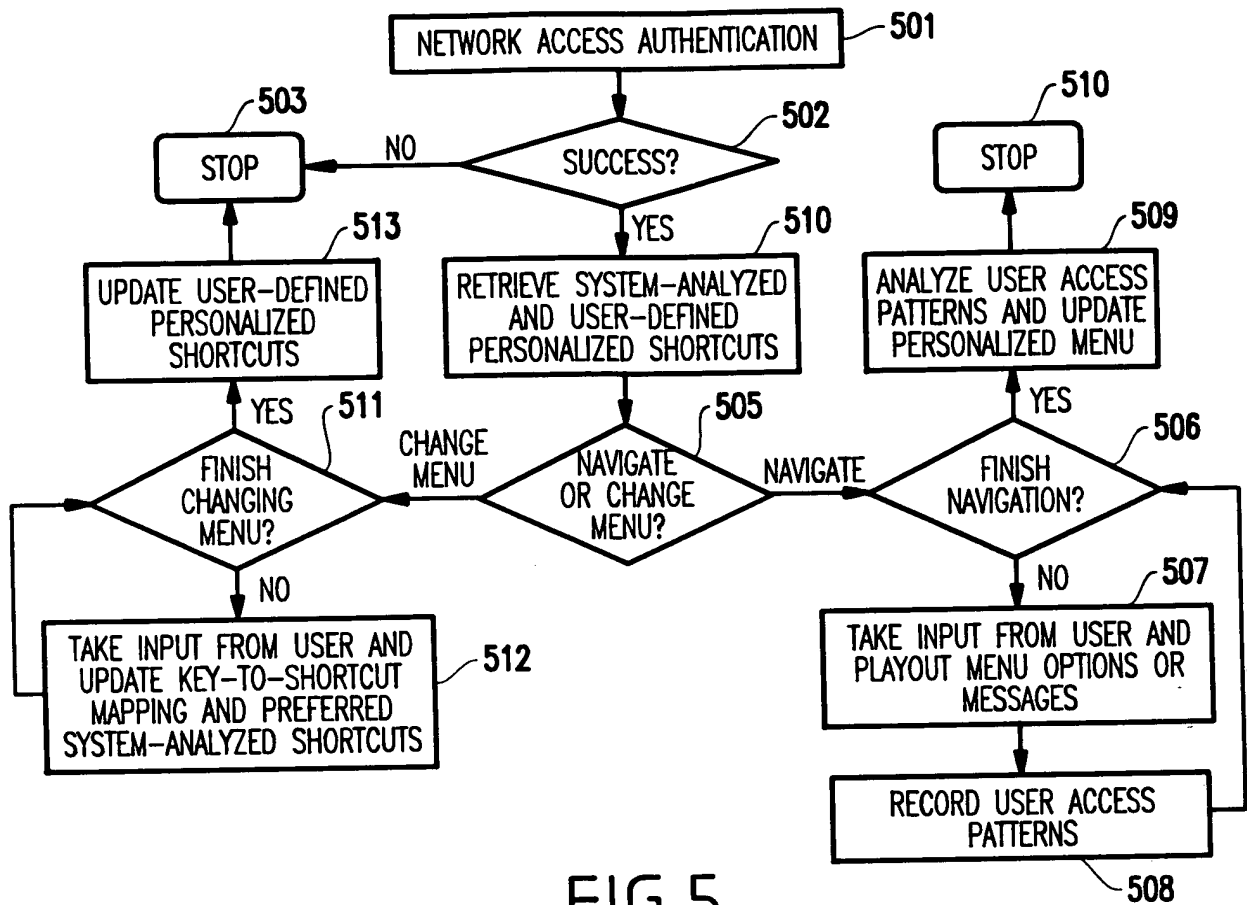 NETWORK ACCESS AUTHENTICATION
501
503
STOP
NO
502
SUCCESS?
510
STOP
YES
513
UPDATE USER-DEFINED
PERSONALIZED
SHORTCUTS
510
RETRIEVE SYSTEM-ANALYZED
AND USER-DEFINED
PERSONALIZED SHORTCUTS
509
ANALYZE USER ACCESS
PATTERNS AND UPDATE
PERSONALIZED MENU
YES
511
FINISH
CHANGING
MENU?
CHANGE
MENU
505
NAVIGATE
OR CHANGE
MENU?
NAVIGATE
YES
506
FINISH
NAVIGATION?
NO
TAKE INPUT FROM USER AND
UPDATE KEY-TO-SHORTCUT
MAPPING AND PREFERRED
SYSTEM-ANALYZED SHORTCUTS
512
NO
507
TAKE INPUT FROM USER AND
PLAYOUT MENU OPTIONS OR
MESSAGES
RECORD USER ACCESS
PATTERNS
508
FIG.5